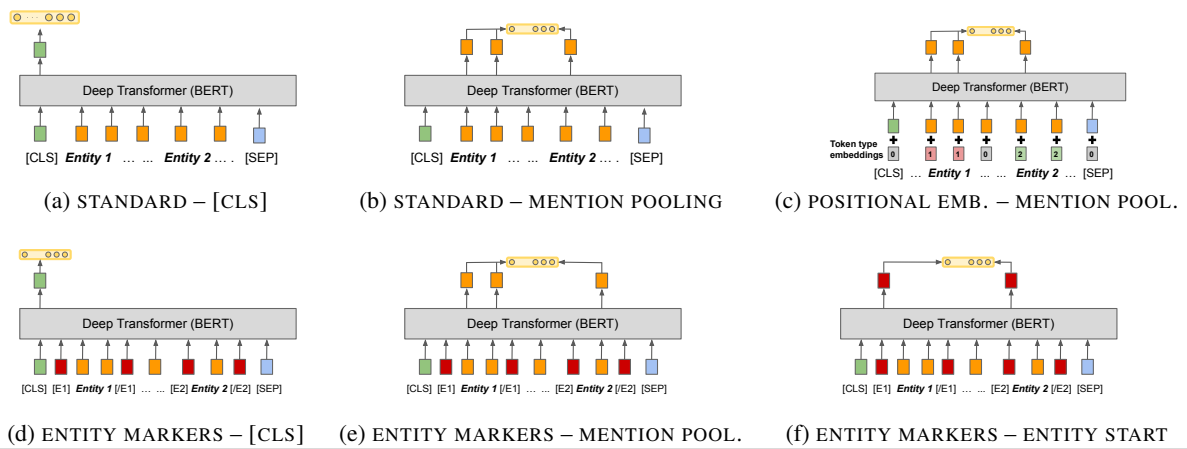 Deep Transformer (BERT)
[CLS] Entity 1 ... ... Entity 2 ... . [SEP]
(a) STANDARD – [CLS]
Deep Transformer (BERT)
[CLS] Entity 1 ... ... Entity 2 ... . [SEP]
(b) STANDARD – MENTION POOLING
Deep Transformer (BERT)
Token type embeddings 0 1 1 0 2 2 0
[CLS] ... Entity 1 ... ... Entity 2 ... [SEP]
(c) POSITIONAL EMB. – MENTION POOL.
Deep Transformer (BERT)
[CLS] [E1] Entity 1 [/E1] ... ... [E2] Entity 2 [/E2] [SEP]
(d) ENTITY MARKERS – [CLS]
Deep Transformer (BERT)
[CLS] [E1] Entity 1 [/E1] ... ... [E2] Entity 2 [/E2] [SEP]
(e) ENTITY MARKERS – MENTION POOL.
Deep Transformer (BERT)
[CLS] [E1] Entity 1 [/E1] ... ... [E2] Entity 2 [/E2] [SEP]
(f) ENTITY MARKERS – ENTITY START